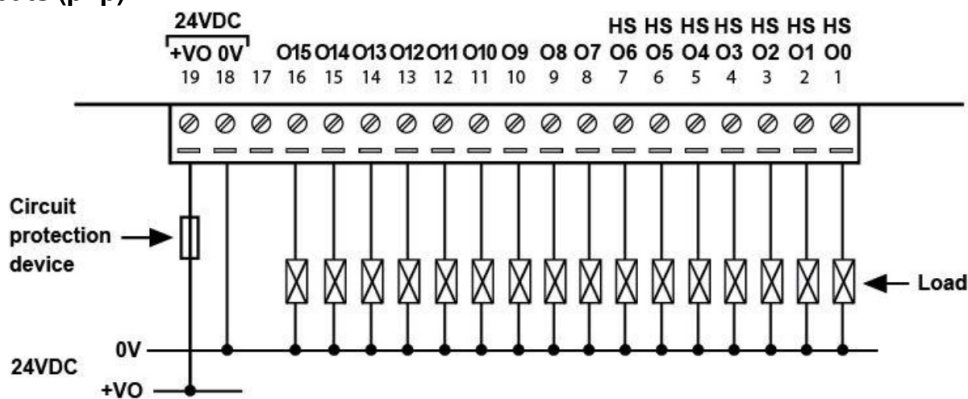 24VDC HS HS HS HS HS HS HS
+VO 0V O15 O14 O13 O12 O11 O10 O9 O8 O7 O6 O5 O4 O3 O2 O1 O0
19 18 17 16 15 14 13 12 11 10 9 8 7 6 5 4 3 2 1
Circuit
protection
device
Load
0V
24VDC
+VO